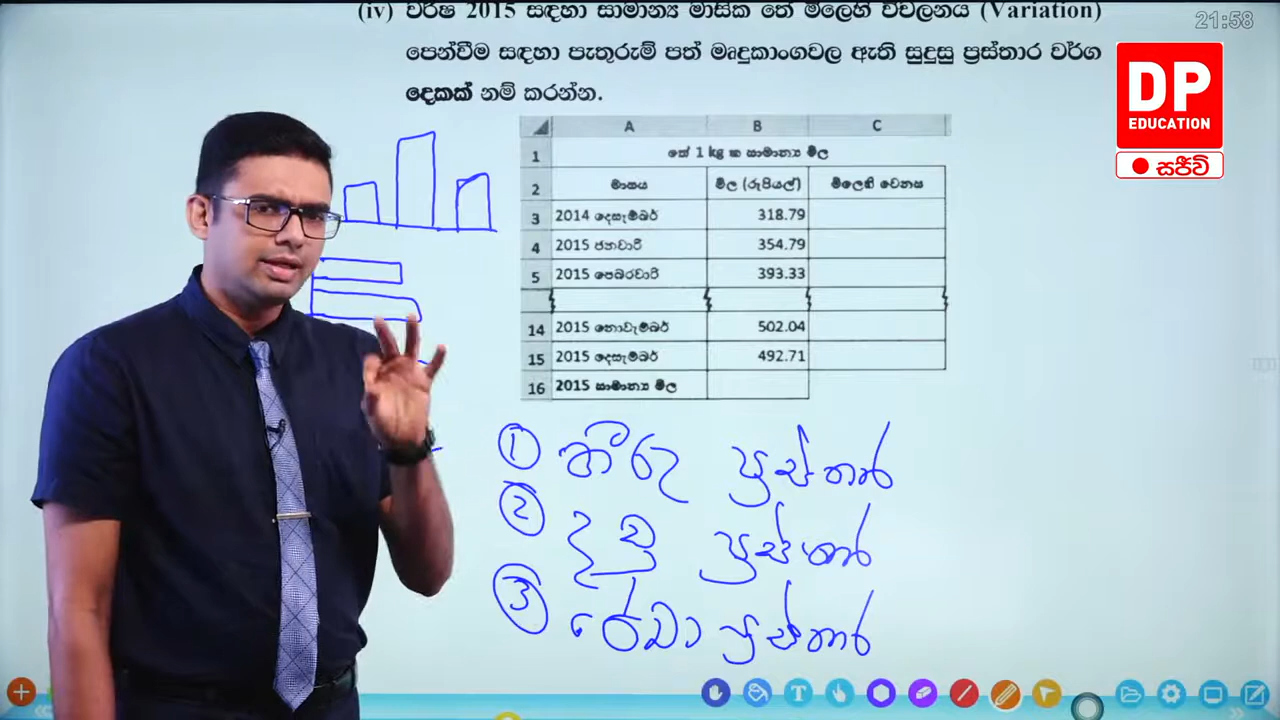 21:58
(iv) වර්ෂ 2015 සඳහා සාමාන්‍ය මාසික තේ මිලෙහි විචලනය (Variation)
පෙන්වීම සඳහා පැතුරුම් පත් මෘදුකාංගවල ඇති සුදුසු ප්‍රස්තාර වර්ග
දෙකක් නම් කරන්න.
DP
EDUCATION
සජීවි
A B C
1 තේ 1 kg ක සාමාන්‍ය මිල
2 මාසය මිල (රුපියල්) මිලෙහි වෙනස
3 2014 දෙසැම්බර් 318.79
4 2015 ජනවාරි 354.79
5 2015 පෙබරවාරි 393.33
14 2015 නොවැම්බර් 502.04
15 2015 දෙසැම්බර් 492.71
16 2015 සාමාන්‍ය මිල
① තීරු ප්‍රස්තාර
② දඬු ප්‍රස්තාර
③ රේඛා ප්‍රස්තාර